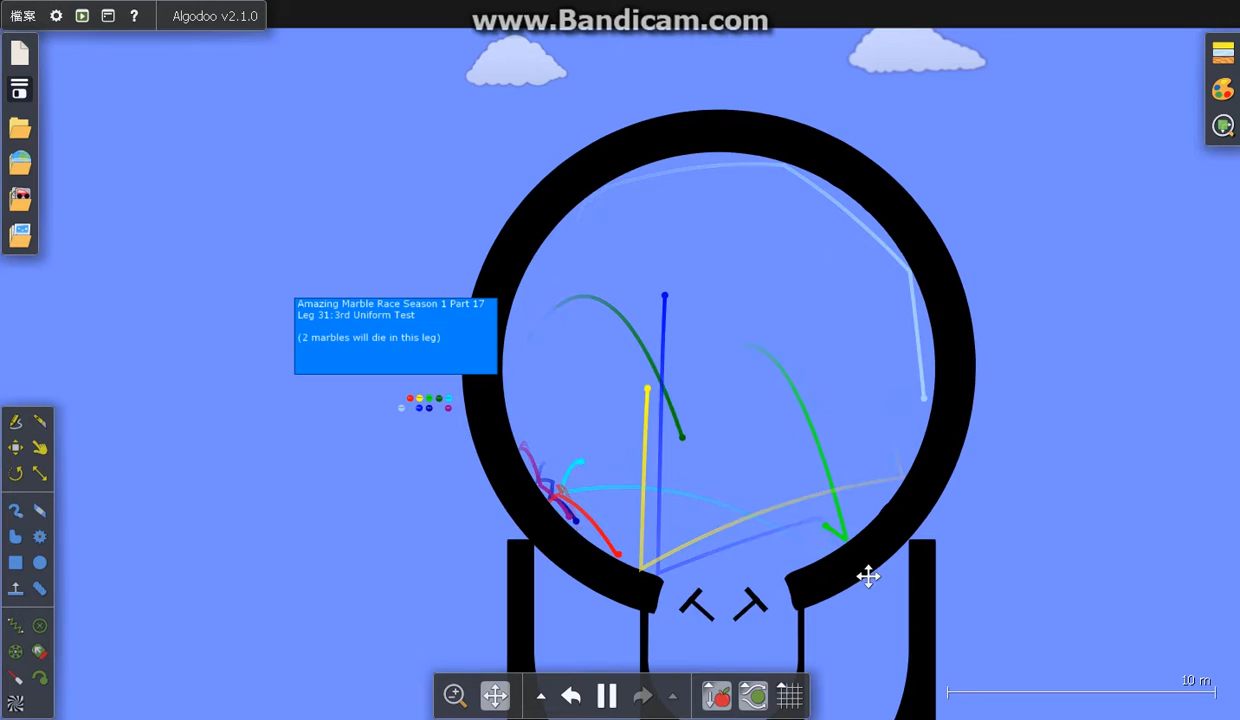 www.Bandicam.com
檔案
?
Algodoo v2.1.0
Amazing Marble Race Season 1 Part 17
Leg 31:3rd Uniform Test
(2 marbles will die in this leg)
10 m